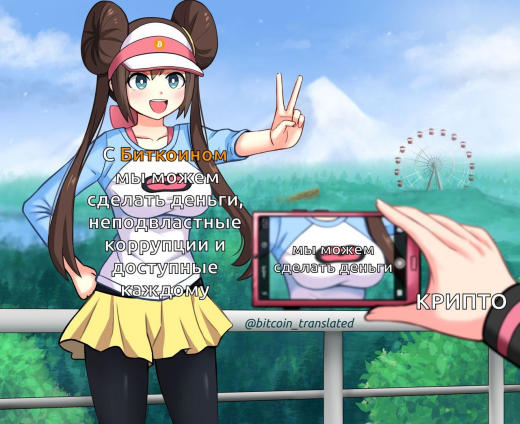 С Биткоином
мы можем
сделать деньги,
неподвластные
коррупции и
доступные
каждому
мы можем
сделать деньги
КРИПТО
@bitcoin_translated